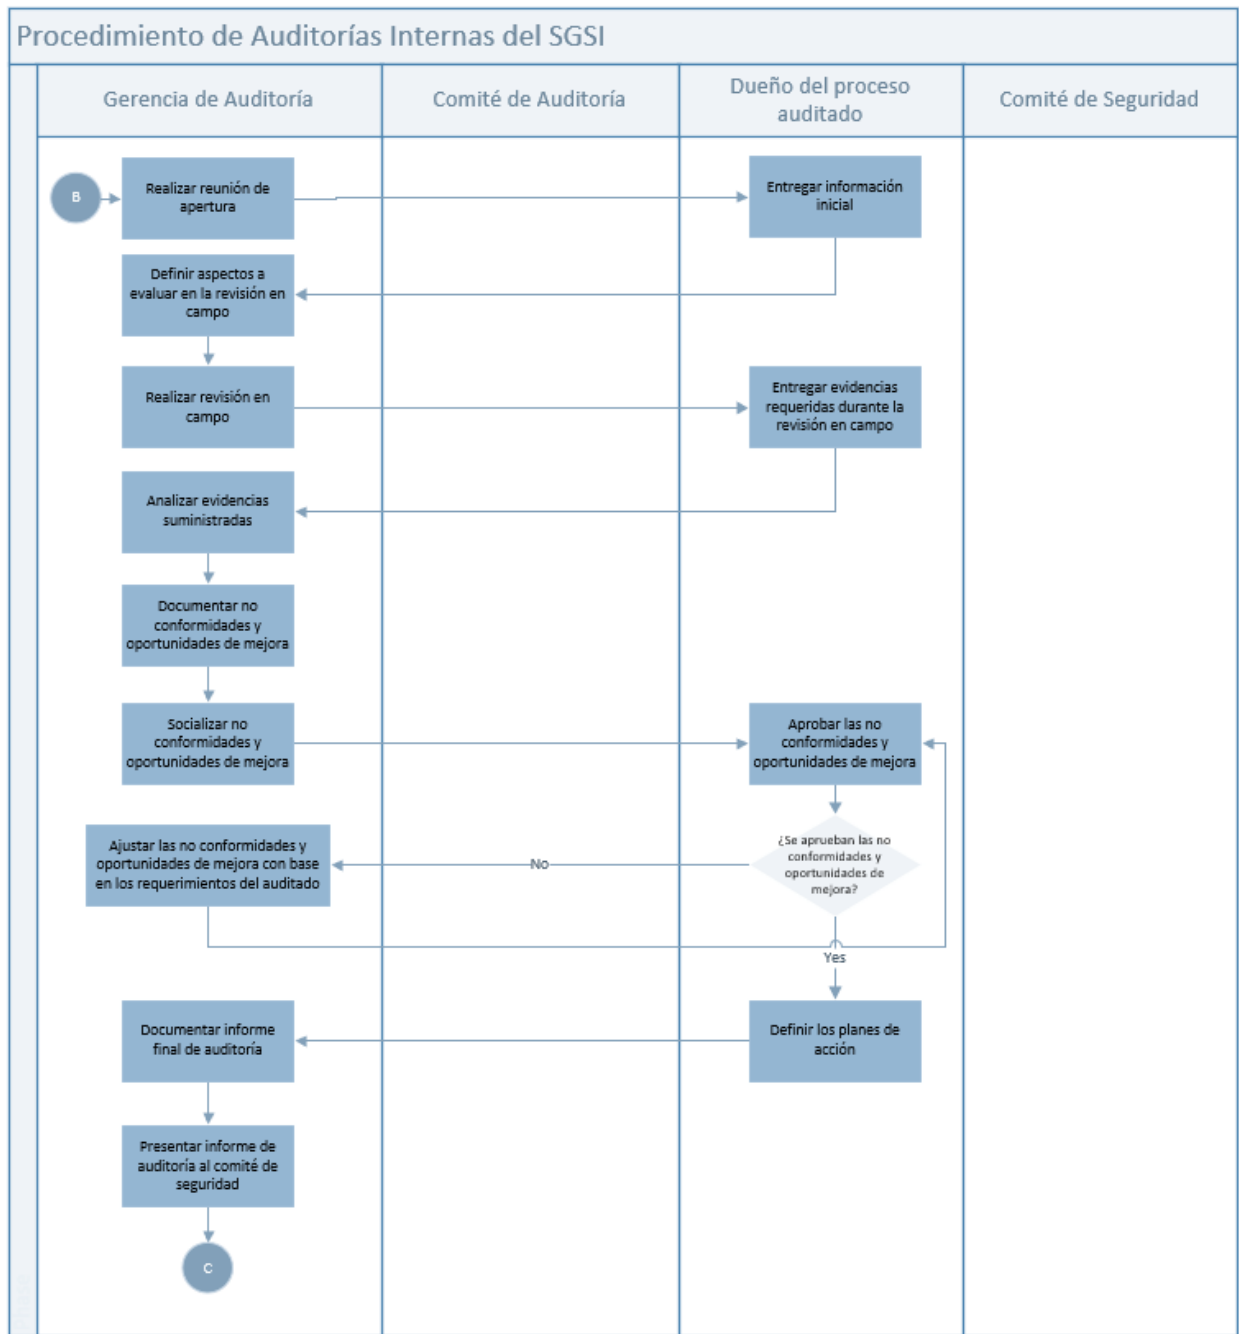 Procedimiento de Auditorías Internas del SGSI
Gerencia de Auditoría
Comité de Auditoría
Dueño del proceso
auditado
Comité de Seguridad
B
Realizar reunión de
apertura
Entregar información
inicial
Definir aspectos a
evaluar en la revisión en
campo
Realizar revisión en
campo
Entregar evidencias
requeridas durante la
revisión en campo
Analizar evidencias
suministradas
Documentar no
conformidades y
oportunidades de mejora
Socializar no
conformidades y
oportunidades de mejora
Aprobar las no
conformidades y
oportunidades de mejora
Ajustar las no conformidades y
oportunidades de mejora con base
en los requerimientos del auditado
No
¿Se aprueban las no
conformidades y
oportunidades de
mejora?
Yes
Documentar informe
final de auditoría
Definir los planes de
acción
Presentar informe de
auditoría al comité de
seguridad
C